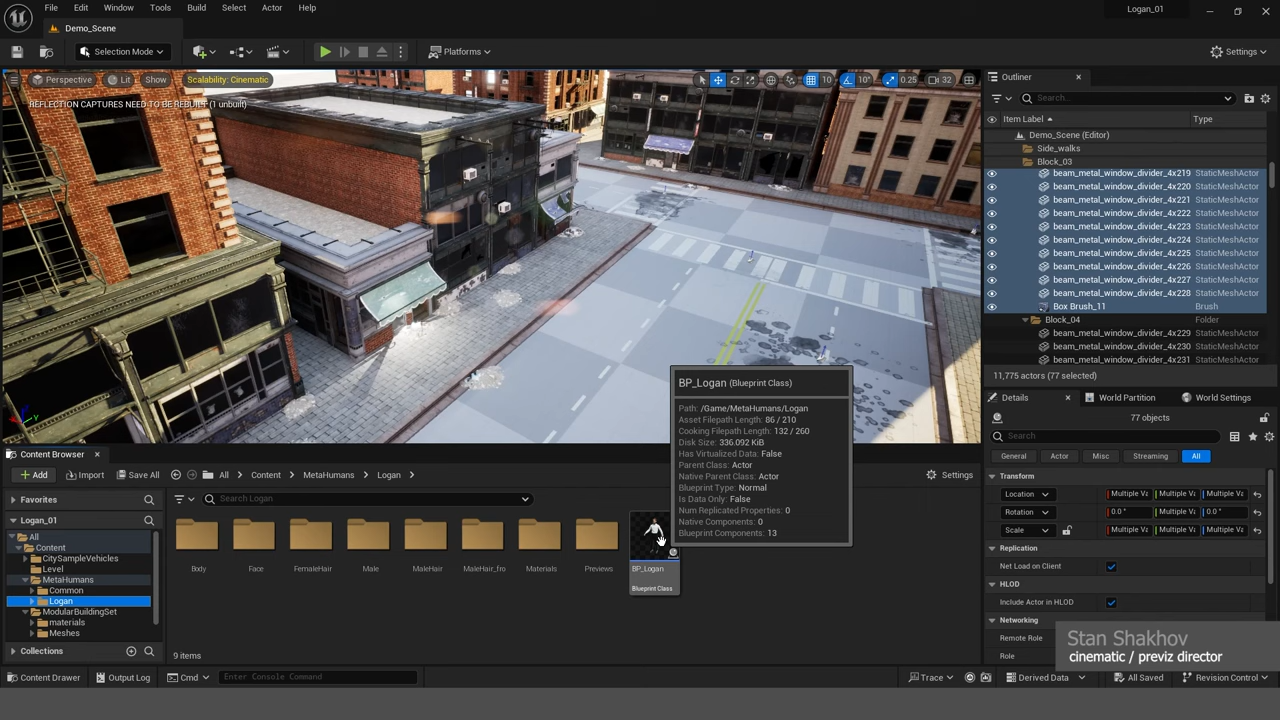 File Edit Window Tools Build Select Actor Help
Logan_01
Demo_Scene
Selection Mode
Platforms
Settings
Perspective Lit Show Scalability: Cinematic
10 10° 0.25 32
REFLECTION CAPTURES NEED TO BE REBUILT (1 unbuilt)
Outliner
Search...
Item Label Type
Demo_Scene (Editor)
Side_walks
Block_03
beam_metal_window_divider_4x219 StaticMeshActor
beam_metal_window_divider_4x220 StaticMeshActor
beam_metal_window_divider_4x221 StaticMeshActor
beam_metal_window_divider_4x222 StaticMeshActor
beam_metal_window_divider_4x223 StaticMeshActor
beam_metal_window_divider_4x224 StaticMeshActor
beam_metal_window_divider_4x225 StaticMeshActor
beam_metal_window_divider_4x226 StaticMeshActor
beam_metal_window_divider_4x227 StaticMeshActor
beam_metal_window_divider_4x228 StaticMeshActor
Box Brush_11 Brush
Block_04 Folder
beam_metal_window_divider_4x229 StaticMeshActor
beam_metal_window_divider_4x230 StaticMeshActor
beam_metal_window_divider_4x231 StaticMeshActor
11,775 actors (77 selected)
Details World Partition World Settings
77 objects
Search
General Actor Misc Streaming All
Transform
Location Multiple Va Multiple Va Multiple Va
Rotation 0.0 ° Multiple Va 0.0 °
Scale Multiple Va Multiple Va Multiple Va
Replication
Net Load on Client
HLOD
Include Actor in HLOD
Networking
Remote Role
Role
Stan Shakhov
cinematic / previz director
BP_Logan (Blueprint Class)
Path: /Game/MetaHumans/Logan
Asset Filepath Length: 86 / 210
Cooking Filepath Length: 132 / 260
Disk Size: 336.092 KiB
Has Virtualized Data: False
Parent Class: Actor
Native Parent Class: Actor
Blueprint Type: Normal
Is Data Only: False
Num Replicated Properties: 0
Native Components: 0
Blueprint Components: 13
Content Browser
Add Import Save All All Content MetaHumans Logan Settings
Favorites
Search Logan
Logan_01
All
Content
CitySampleVehicles
Level
MetaHumans
Common
Logan
ModularBuildingSet
materials
Meshes
Collections
Body Face FemaleHair Male MaleHair MaleHair_fro Materials Previews BP_Logan
Blueprint Class
9 items
Content Drawer Output Log Cmd Enter Console Command Trace Derived Data All Saved Revision Control